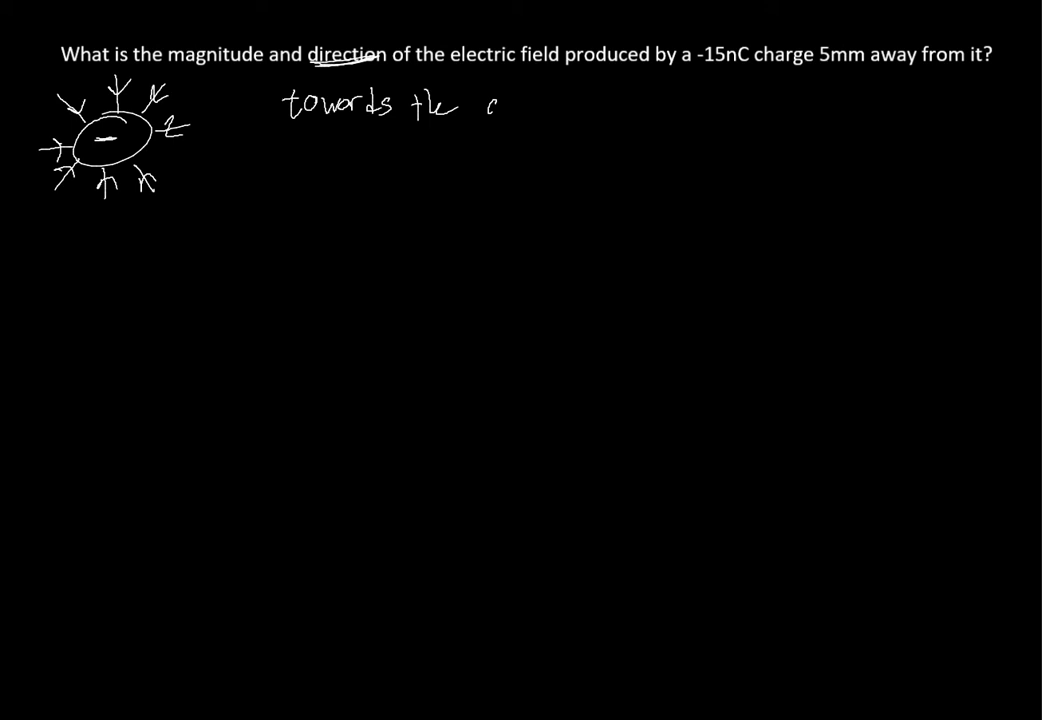 What is the magnitude and direction of the electric field produced by a -15nC charge 5mm away from it?
towards the c